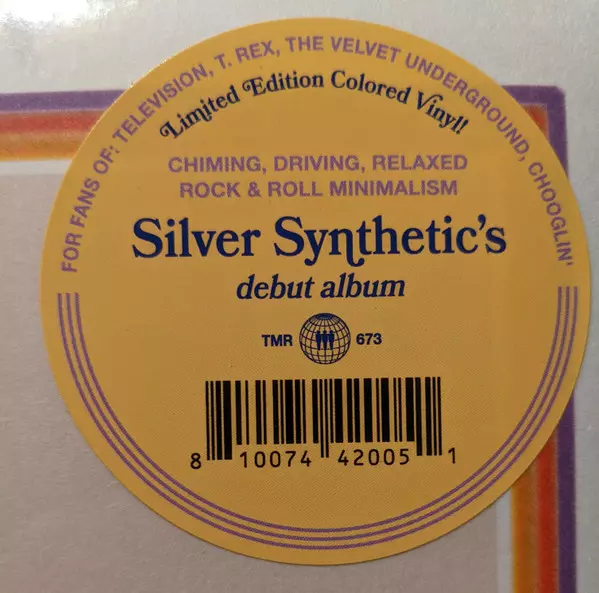 FOR FANS OF: TELEVISION, T. REX, THE VELVET UNDERGROUND, CHOOGLIN'
Limited Edition Colored Vinyl!
CHIMING, DRIVING, RELAXED
ROCK & ROLL MINIMALISM
Silver Synthetic's
debut album
TMR 673
8 10074 42005 1